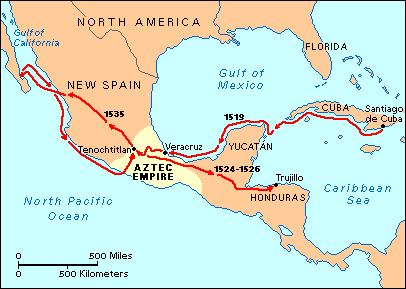 NORTH AMERICA
Gulf of
California
FLORIDA
NEW SPAIN
Gulf of
Mexico
1535
1519
CUBA
Santiago
de Cuba
Tenochtitlan
Veracruz
YUCATÁN
AZTEC
EMPIRE
1524-1526
Trujillo
HONDURAS
North Pacific
Ocean
Caribbean
Sea
0 500 Miles
0 500 Kilometers